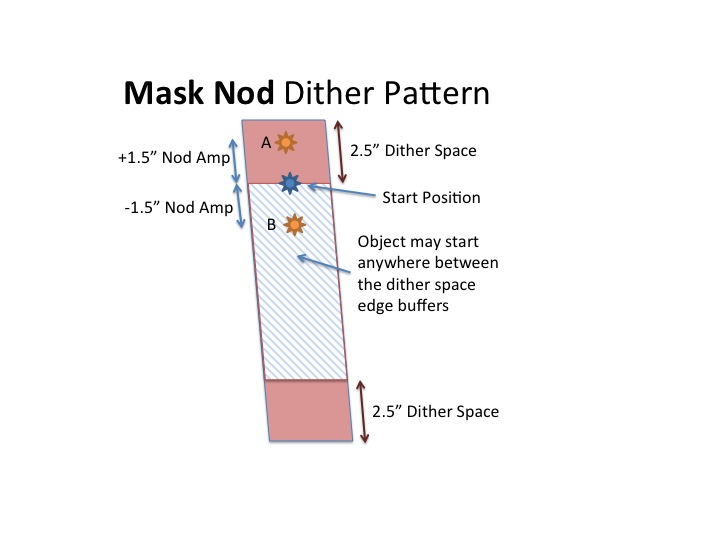 Mask Nod Dither Pattern
A
+1.5” Nod Amp
2.5” Dither Space
-1.5” Nod Amp
Start Position
B
Object may start
anywhere between
the dither space
edge buffers
2.5” Dither Space